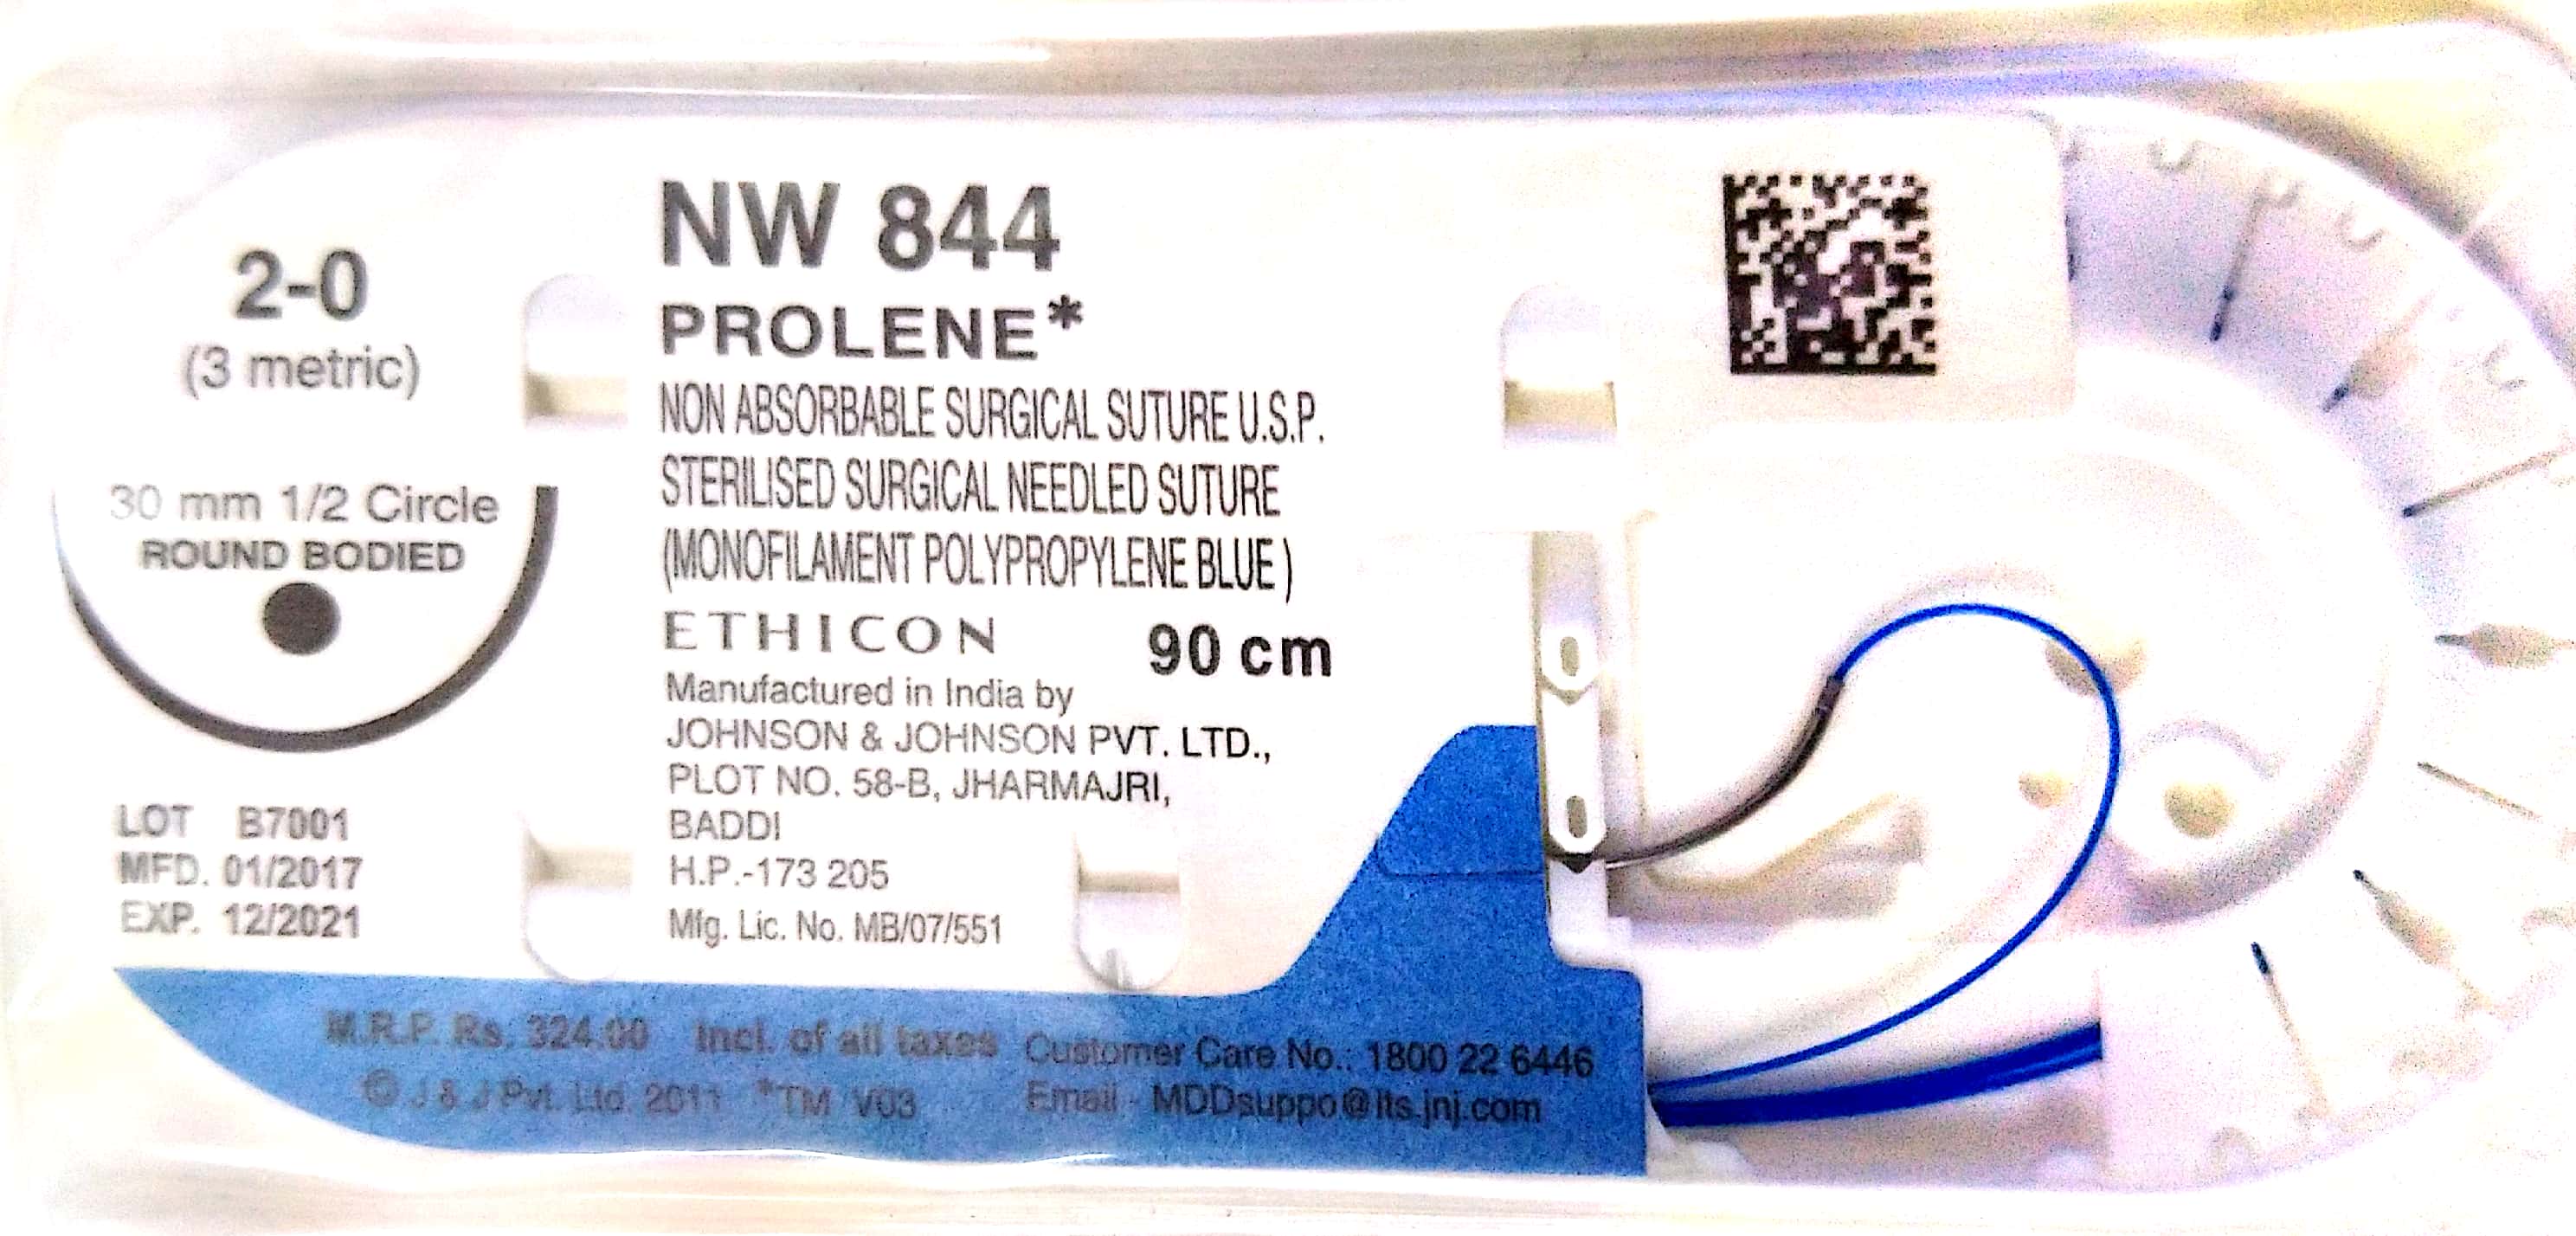 2-0
(3 metric)
30 mm 1/2 Circle
ROUND BODIED
LOT B7001
MFD. 01/2017
EXP. 12/2021
NW 844
PROLENE*
NON ABSORBABLE SURGICAL SUTURE U.S.P.
STERILISED SURGICAL NEEDLED SUTURE
(MONOFILAMENT POLYPROPYLENE BLUE )
ETHICON 90 cm
Manufactured in India by
JOHNSON & JOHNSON PVT. LTD.,
PLOT NO. 58-B, JHARMAJRI,
BADDI
H.P.-173 205
Mfg. Lic. No. MB/07/551
M.R.P. Rs. 324.00 Incl. of all taxes
© J & J Pvt. Ltd. 2011 *TM V03
Customer Care No.: 1800 22 6446
Email - MDDsuppo@its.jnj.com